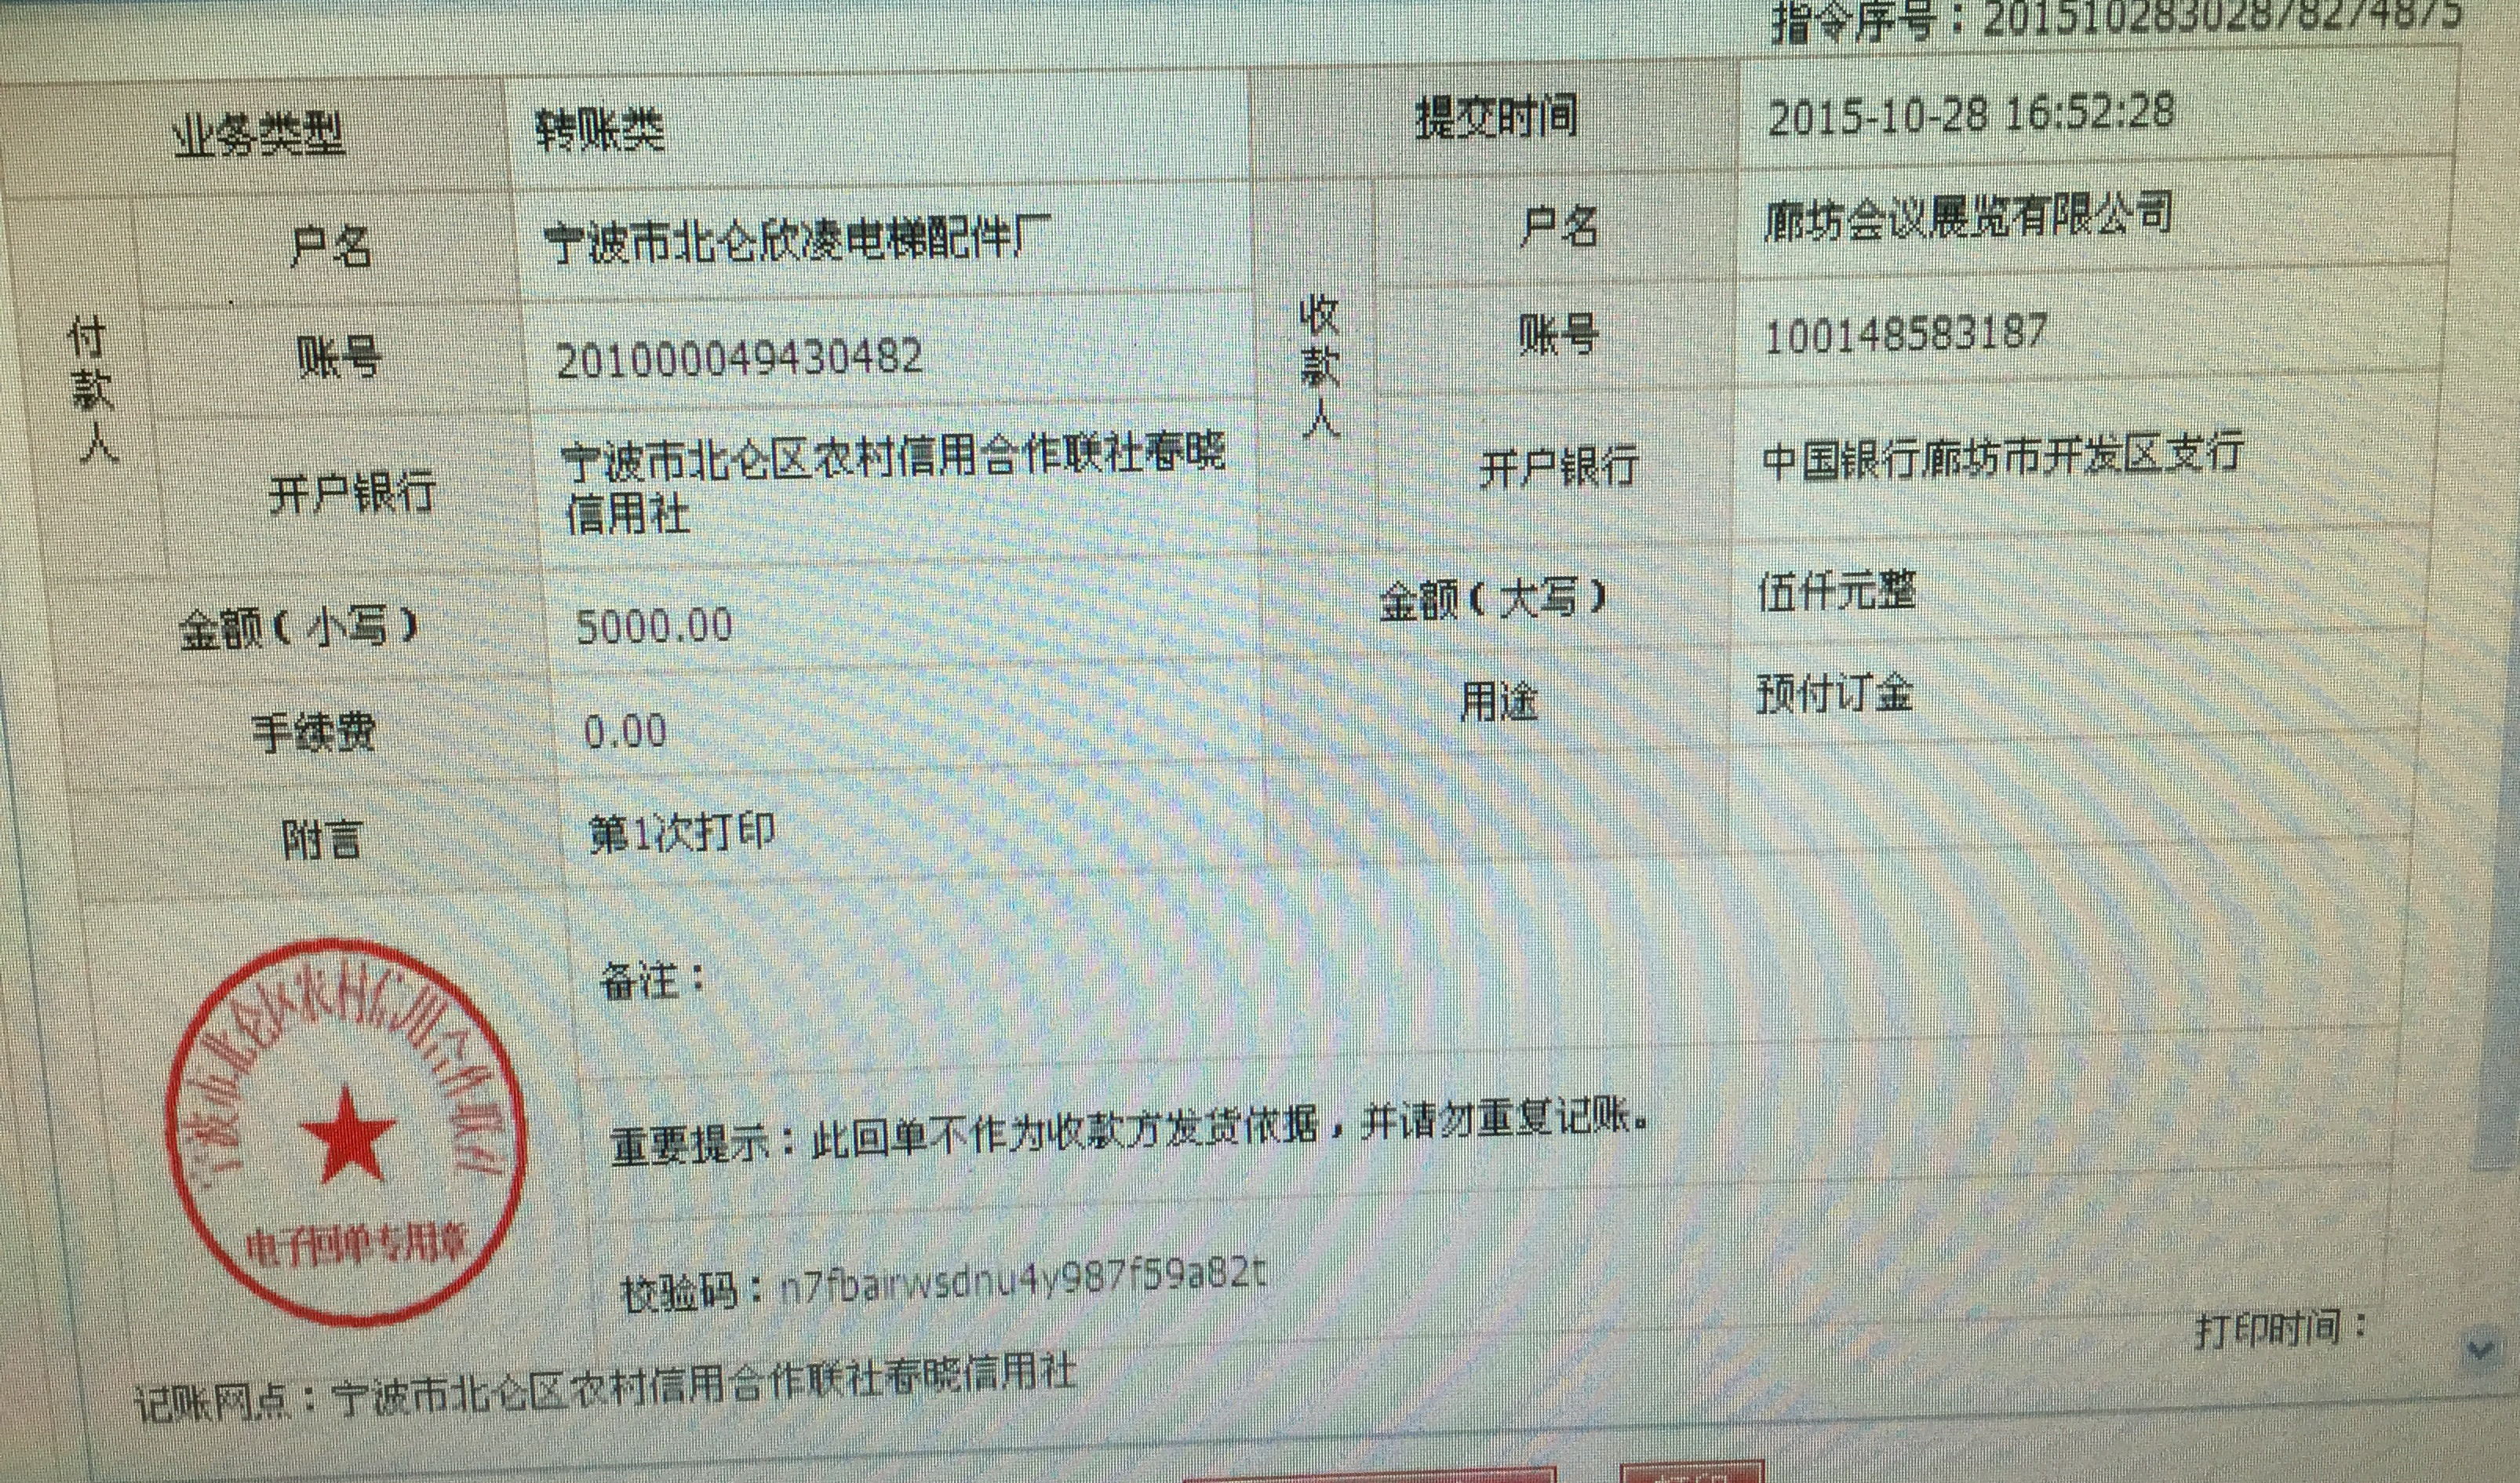 指令序号：20151028302878274875
业务类型 转账类 提交时间 2015-10-28 16:52:28
付款人 户名 宁波市北仑欣凌电梯配件厂 收款人 户名 廊坊会议展览有限公司
账号 201000049430482 账号 100148583187
开户银行 宁波市北仑区农村信用合作联社春晓 开户银行 中国银行廊坊市开发区支行
信用社
金额（小写） 5000.00 金额（大写） 伍仟元整
手续费 0.00 用途 预付订金
附言 第1次打印
备注：
宁波市北仑区农村信用合作联社
电子回单专用章
重要提示：此回单不作为收款方发货依据，并请勿重复记账。
校验码：n7fbairwsdnu4y987f59a82t
打印时间：
记账网点：宁波市北仑区农村信用合作联社春晓信用社